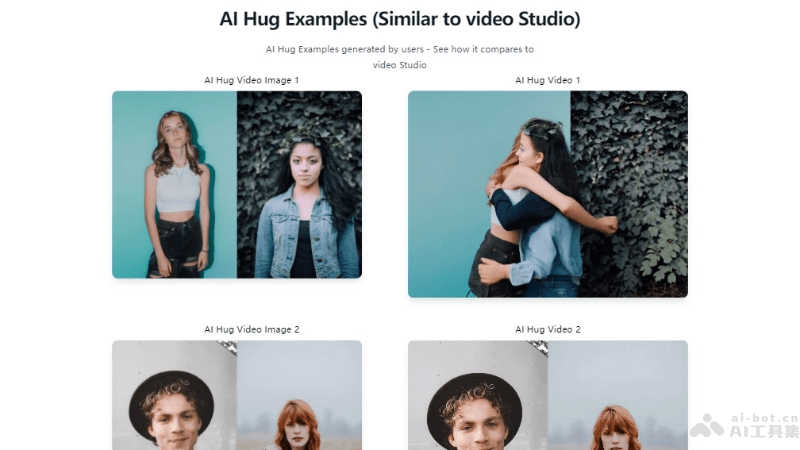 AI Hug Examples (Similar to video Studio)
AI Hug Examples generated by users - See how it compares to
video Studio
AI Hug Video Image 1
AI Hug Video 1
AI Hug Video Image 2
AI Hug Video 2
ai-bot.cn
AI工具集